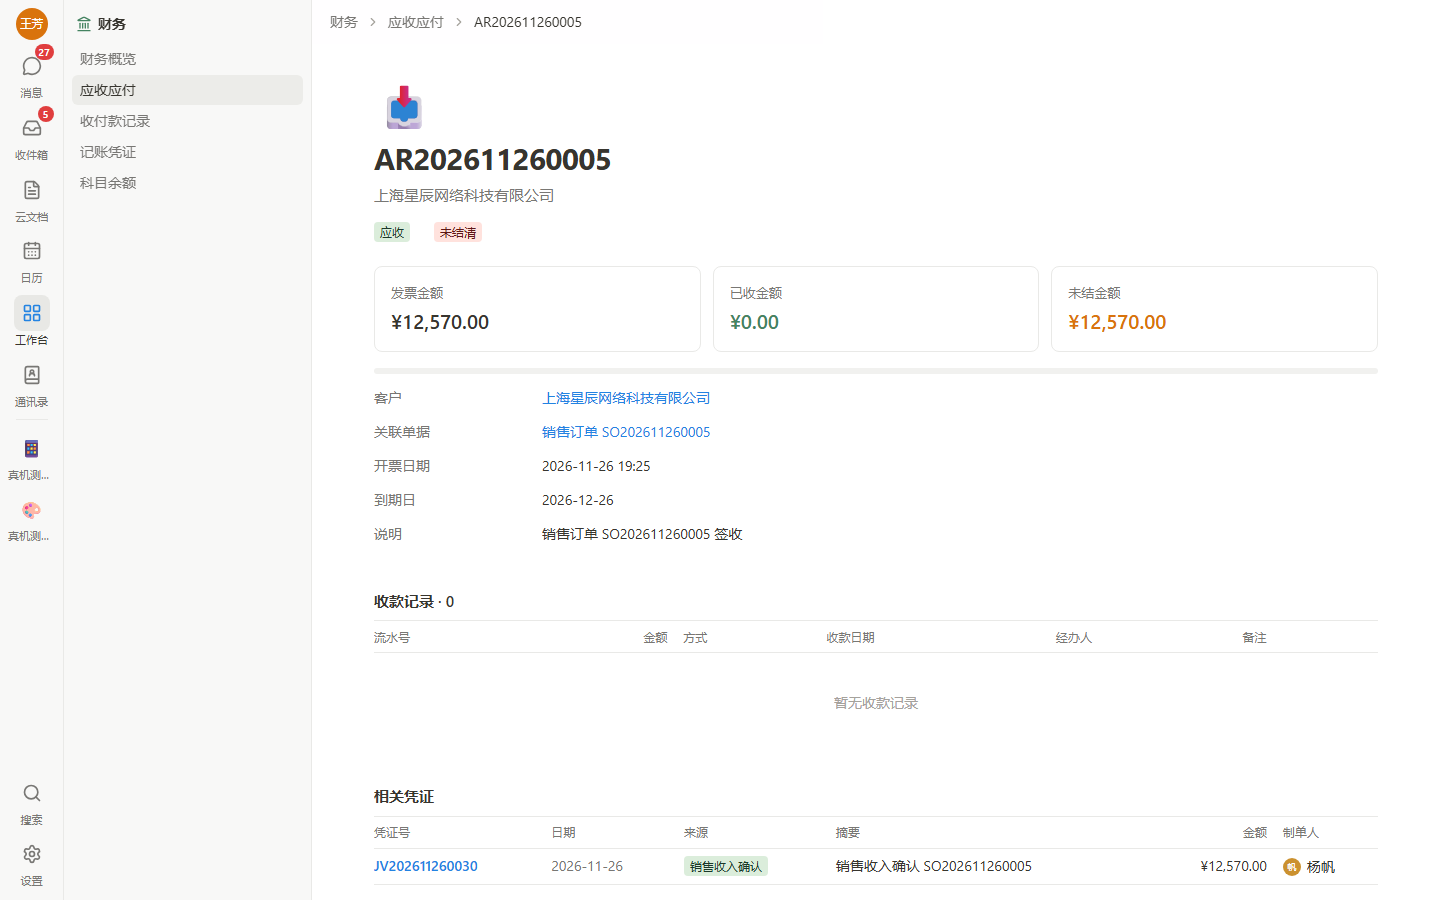 王芳
27
消息
5
收件箱
云文档
日历
工作台
通讯录
真机测...
真机测...
搜索
设置
财务
财务概览
应收应付
收付款记录
记账凭证
科目余额
财务 > 应收应付 > AR202611260005
AR202611260005
上海星辰网络科技有限公司
应收 未结清
发票金额 已收金额 未结金额
¥12,570.00 ¥0.00 ¥12,570.00
客户 上海星辰网络科技有限公司
关联单据 销售订单 SO202611260005
开票日期 2026-11-26 19:25
到期日 2026-12-26
说明 销售订单 SO202611260005 签收
收款记录 · 0
流水号 金额 方式 收款日期 经办人 备注
暂无收款记录
相关凭证
凭证号 日期 来源 摘要 金额 制单人
JV202611260030 2026-11-26 销售收入确认 销售收入确认 SO202611260005 ¥12,570.00 帆 杨帆